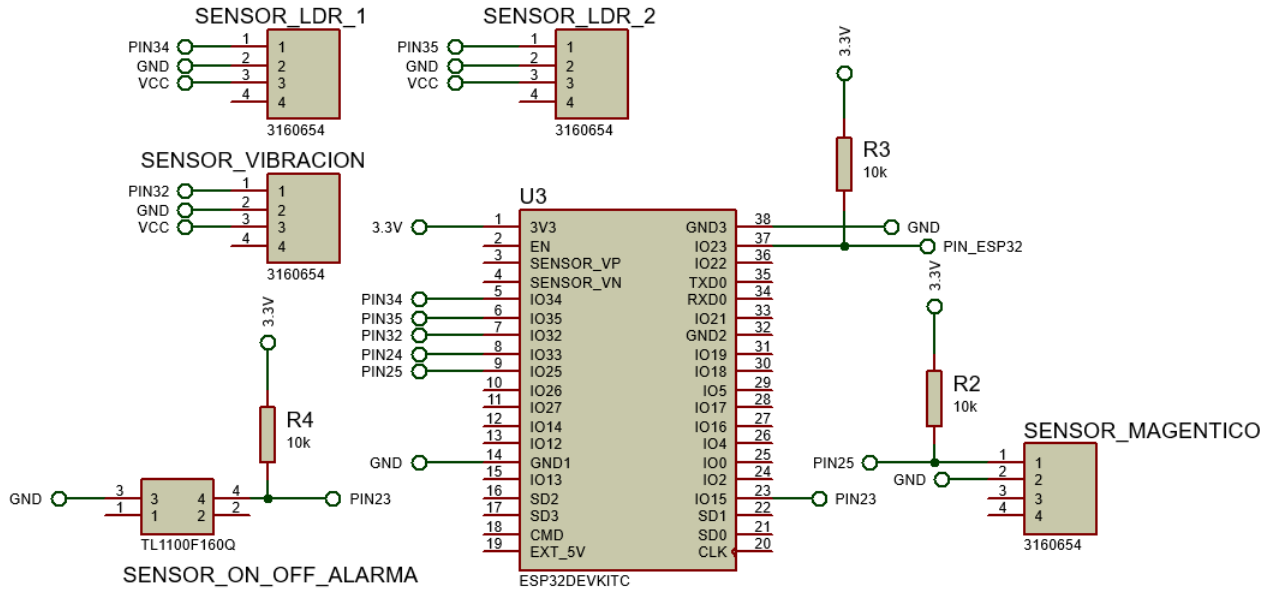 SENSOR_LDR_1
PIN34 1 1
GND 2 2
VCC 3 3
4 4
3160654
SENSOR_LDR_2
PIN35 1 1
GND 2 2
VCC 3 3
4 4
3160654
SENSOR_VIBRACION
PIN32 1 1
GND 2 2
VCC 3 3
4 4
3160654
3.3V
R3
10k
U3
3.3V 1 3V3 GND3 38 GND
2 EN IO23 37 PIN_ESP32
3 SENSOR_VP IO22 36
4 SENSOR_VN TXD0 35
PIN34 5 IO34 RXD0 34
PIN35 6 IO35 IO21 33
PIN32 7 IO32 GND2 32
PIN24 8 IO33 IO19 31
PIN25 9 IO25 IO18 30
10 IO26 IO5 29
11 IO27 IO17 28
12 IO14 IO16 27
13 IO12 IO4 26
GND 14 GND1 IO0 25
15 IO13 IO2 24
16 SD2 IO15 23 PIN23
17 SD3 SD1 22
18 CMD SD0 21
19 EXT_5V CLK 20
ESP32DEVKITC
3.3V
R2
10k
SENSOR_MAGENTICO
PIN25 1 1
GND 2 2
3 3
4 4
3160654
3.3V
R4
10k
GND 3 3 4 4 PIN23
1 1 2 2
TL1100F160Q
SENSOR_ON_OFF_ALARMA